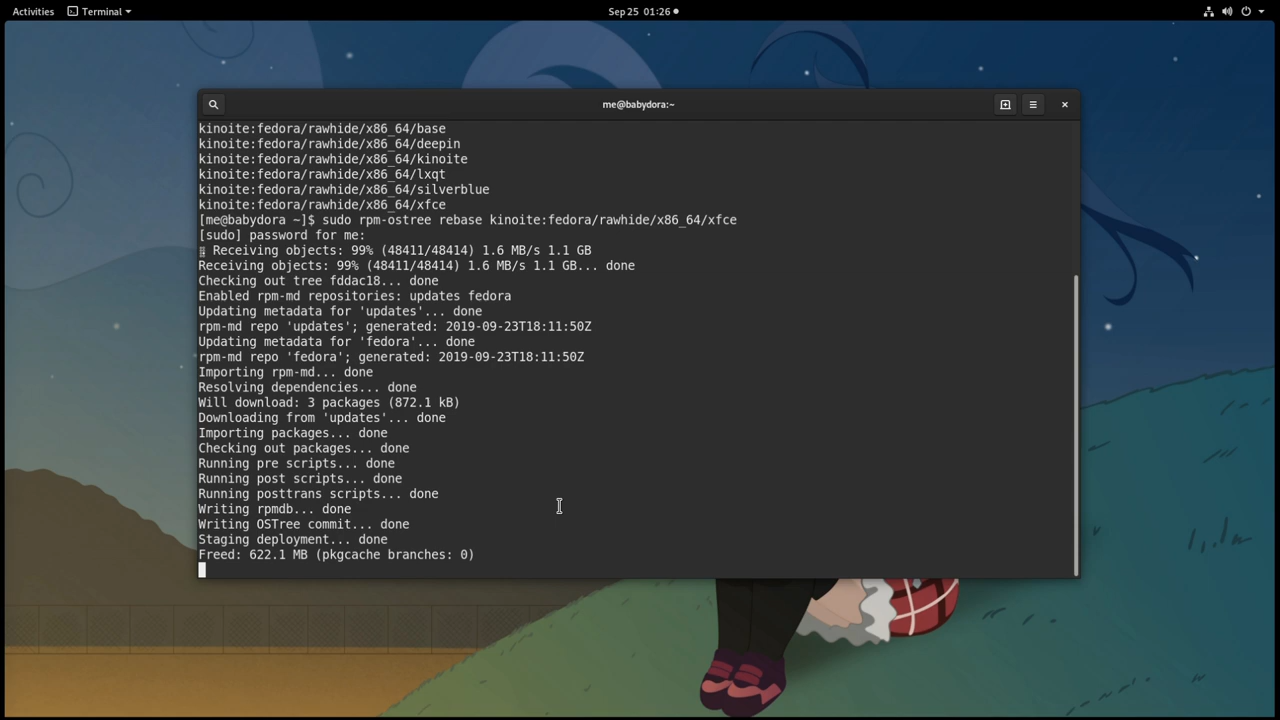 Activities
Terminal
Sep 25 01:26
me@babydora:~
kinoite:fedora/rawhide/x86_64/base
kinoite:fedora/rawhide/x86_64/deepin
kinoite:fedora/rawhide/x86_64/kinoite
kinoite:fedora/rawhide/x86_64/lxqt
kinoite:fedora/rawhide/x86_64/silverblue
kinoite:fedora/rawhide/x86_64/xfce
[me@babydora ~]$ sudo rpm-ostree rebase kinoite:fedora/rawhide/x86_64/xfce
[sudo] password for me:
Receiving objects: 99% (48411/48414) 1.6 MB/s 1.1 GB
Receiving objects: 99% (48411/48414) 1.6 MB/s 1.1 GB... done
Checking out tree fddac18... done
Enabled rpm-md repositories: updates fedora
Updating metadata for 'updates'... done
rpm-md repo 'updates'; generated: 2019-09-23T18:11:50Z
Updating metadata for 'fedora'... done
rpm-md repo 'fedora'; generated: 2019-09-23T18:11:50Z
Importing rpm-md... done
Resolving dependencies... done
Will download: 3 packages (872.1 kB)
Downloading from 'updates'... done
Importing packages... done
Checking out packages... done
Running pre scripts... done
Running post scripts... done
Running posttrans scripts... done
Writing rpmdb... done
Writing OSTree commit... done
Staging deployment... done
Freed: 622.1 MB (pkgcache branches: 0)